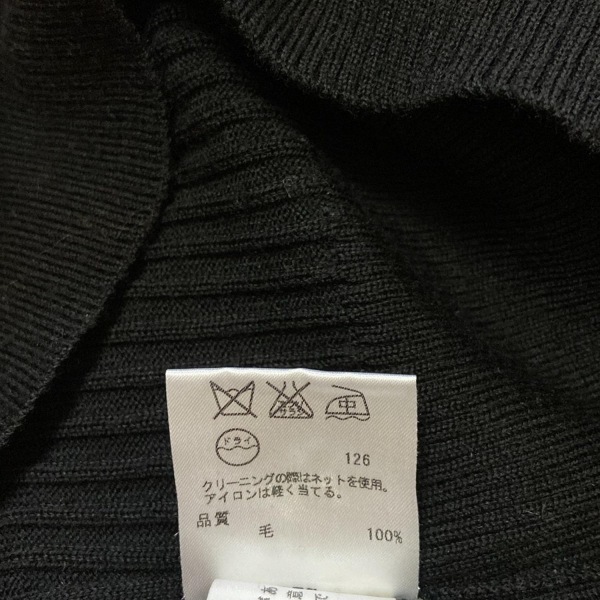 中
ドライ
126
クリーニングの際はネットを使用。
アイロンは軽く当てる。
品質
毛 100%